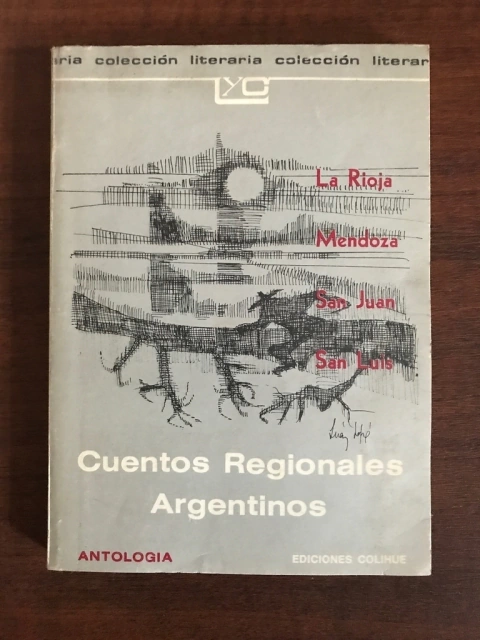 ria colección literaria colección literar
LYC
La Rioja
Mendoza
San Juan
San Luis
Cuentos Regionales
Argentinos
ANTOLOGIA
EDICIONES COLIHUE